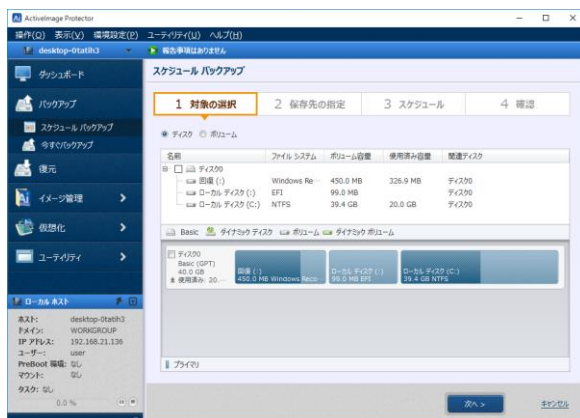 ActiveImage Protector
操作(O) 表示(V) 環境設定(P) ユーティリティ(U) ヘルプ(H)
desktop-0tatlh3 報告事項はありません
ダッシュボード
バックアップ
スケジュール バックアップ
今すぐバックアップ
復元
イメージ管理
仮想化
ユーティリティ
ローカル ホスト
ホスト: desktop-0tatlh3
ドメイン: WORKGROUP
IP アドレス: 192.168.21.136
ユーザー: user
PreBoot 環境: なし
マウント: なし
タスク: なし
0.0 %
スケジュール バックアップ
1 対象の選択 2 保存先の指定 3 スケジュール 4 確認
ディスク ボリューム
名前 ファイル システム ボリューム容量 使用済み容量 関連ディスク
ディスク0
回復 (:) Windows Re… 450.0 MB 326.9 MB ディスク0
ローカル ディスク (:) EFI 99.0 MB ディスク0
ローカル ディスク (C:) NTFS 39.4 GB 20.0 GB ディスク0
Basic ダイナミック ディスク ボリューム ダイナミック ボリューム
ディスク0
Basic (GPT)
40.0 GB
使用済み: 20.…
回復 (:)
450.0 MB Windows Reco…
ローカル ディスク (:)
99.0 MB EFI
ローカル ディスク (C:)
39.4 GB NTFS
プライマリ
次へ > キャンセル